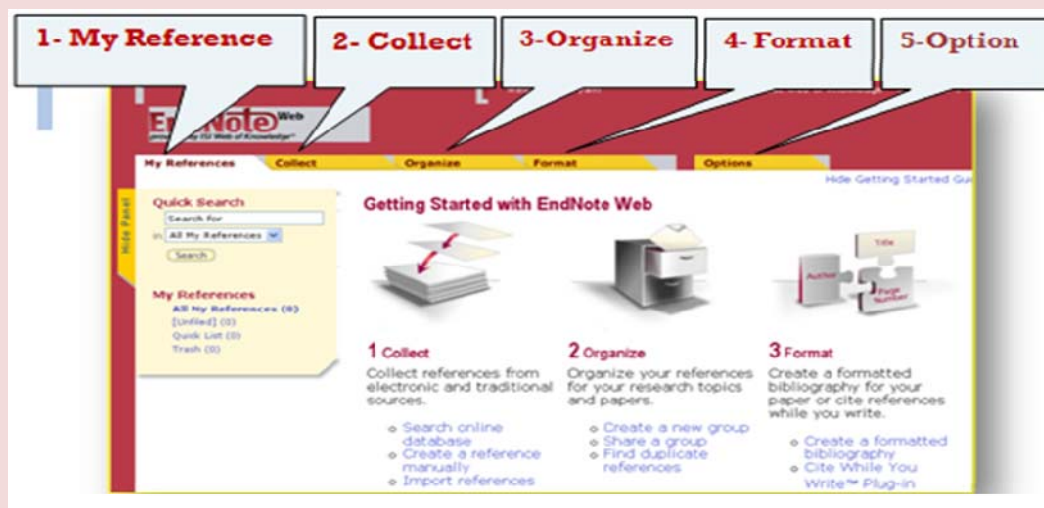 1- My Reference
2- Collect
3-Organize
4- Format
5-Option
EndNote Web
My References
Collect
Organize
Format
Options
Hide Getting Started Gu
Hide Panel
Quick Search
Search for
in All My References
Search
My References
All My References (0)
[Unfiled] (0)
Quick List (0)
Trash (0)
Getting Started with EndNote Web
Author
Title
Page
Number
1 Collect
Collect references from
electronic and traditional
sources.
Search online
database
Create a reference
manually
Import references
2 Organize
Organize your references
for your research topics
and papers.
Create a new group
Share a group
Find duplicate
references
3 Format
Create a formatted
bibliography for your
paper or cite references
while you write.
Create a formatted
bibliography
Cite While You
Write™ Plug-in